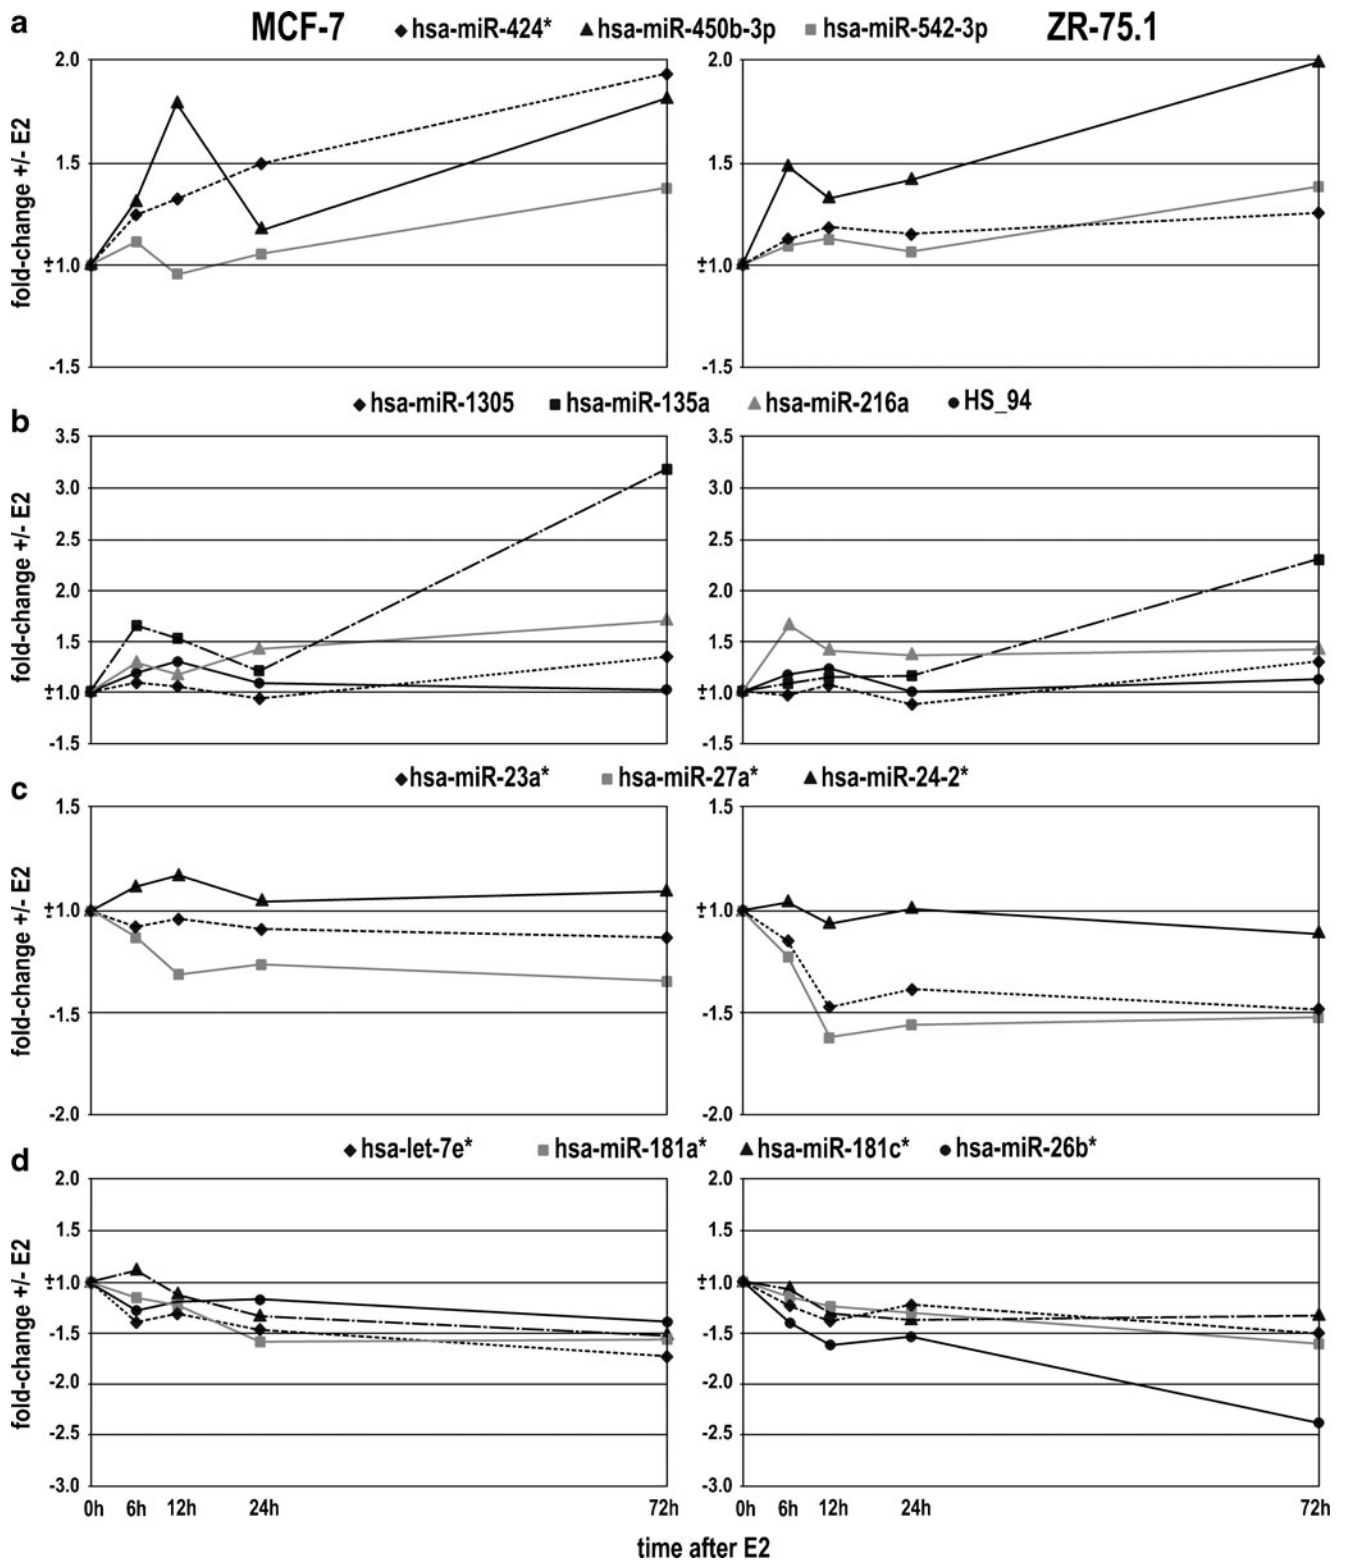 a MCF-7 ◆hsa-miR-424* ▲hsa-miR-450b-3p ■hsa-miR-542-3p ZR-75.1
fold-change +/- E2
2.0 2.0
1.5 1.5
±1.0 ±1.0
-1.5 -1.5
◆hsa-miR-1305 ■hsa-miR-135a ▲hsa-miR-216a ●HS_94
b
fold-change +/- E2
3.5 3.5
3.0 3.0
2.5 2.5
2.0 2.0
1.5 1.5
±1.0 ±1.0
-1.5 -1.5
◆hsa-miR-23a* ■hsa-miR-27a* ▲hsa-miR-24-2*
c
fold-change +/- E2
1.5 1.5
±1.0 ±1.0
-1.5 -1.5
-2.0 -2.0
◆hsa-let-7e* ■hsa-miR-181a* ▲hsa-miR-181c* ●hsa-miR-26b*
d
fold-change +/- E2
2.0 2.0
1.5 1.5
±1.0 ±1.0
-1.5 -1.5
-2.0 -2.0
-2.5 -2.5
-3.0 -3.0
0h 6h 12h 24h 72h 0h 6h 12h 24h 72h
time after E2